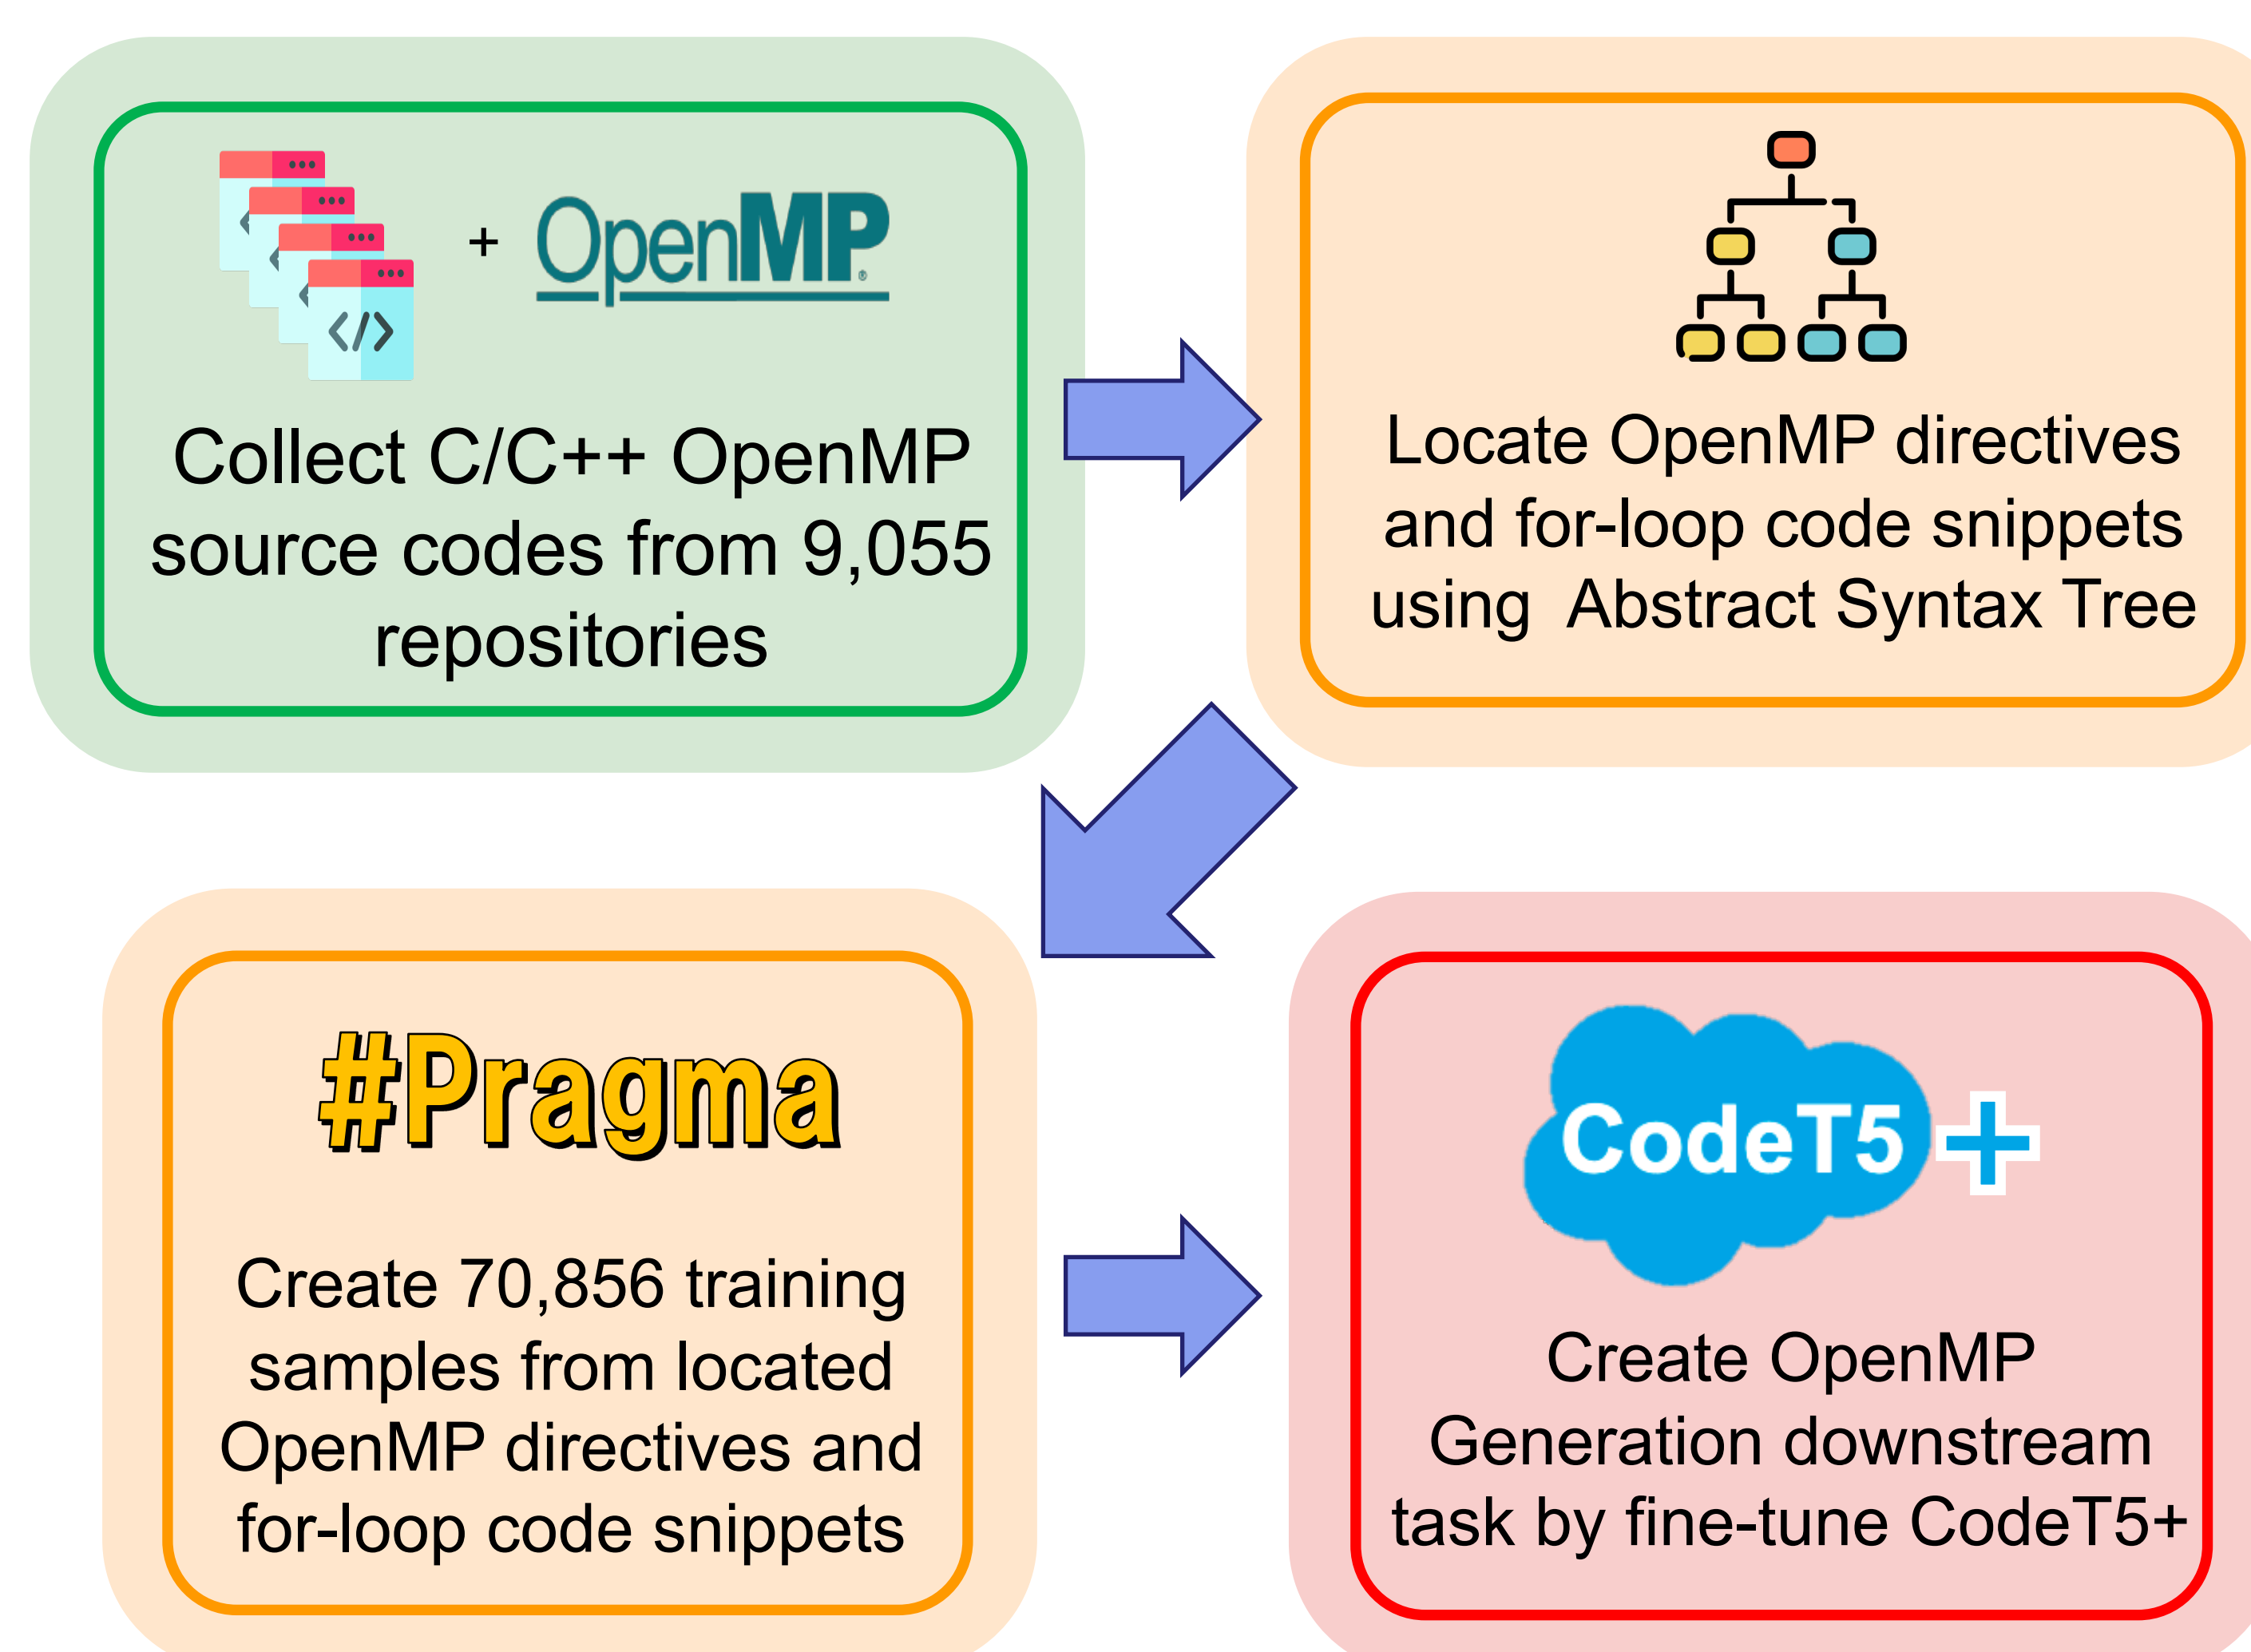 + OpenMP®
</>
Collect C/C++ OpenMP
source codes from 9,055
repositories
Locate OpenMP directives
and for-loop code snippets
using Abstract Syntax Tree
#Pragma
Create 70,856 training
samples from located
OpenMP directives and
for-loop code snippets
CodeT5+
Create OpenMP
Generation downstream
task by fine-tune CodeT5+